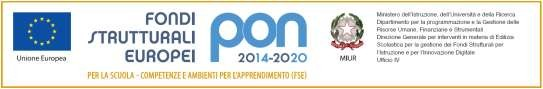 FONDI
STRUTTURALI
EUROPEI
pon
2014-2020
Unione Europea
PER LA SCUOLA - COMPETENZE E AMBIENTI PER L'APPRENDIMENTO (FSE)
MIUR
Ministero dell'Istruzione, dell'Università e della Ricerca
Dipartimento per la programmazione e la Gestione delle
Risorse Umane, Finanziarie e Strumentali
Direzione Generale per interventi in materia di Edilizia
Scolastica per la gestione dei Fondi Strutturali per
l'Istruzione e per l'Innovazione Digitale
Ufficio IV